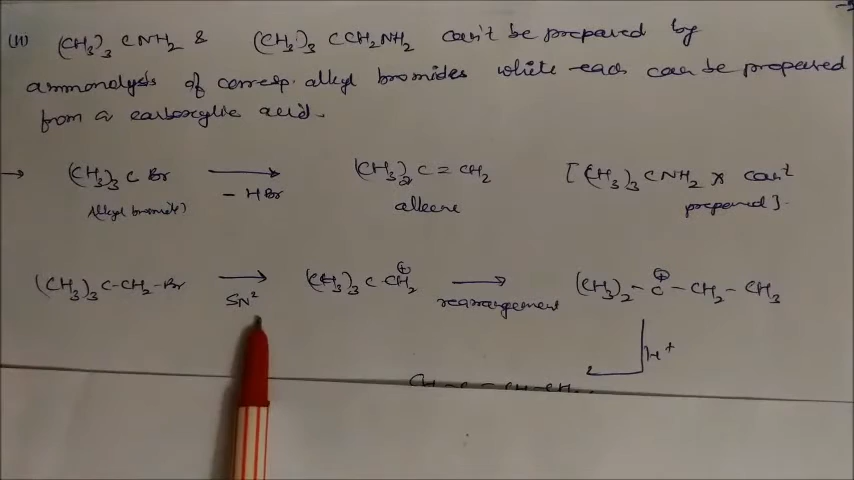 (11) (CH3)3 CNH2 & (CH3)3 CCH2NH2 can't be prepared by
ammonolysis of corresp. alkyl bromides while each can be prepared
from a carboxylic acid.
→ (CH3)3 C Br ⟶ (CH3)2 C = CH2 [(CH3)3 CNH2 × can't
(Alkyl bromide) - HBr alkene prepared].
(CH3)3 C-CH2-Br ⟶ (CH3)3 C-CH2 ⊕ ⟶ (CH3)2 - C ⊕ - CH2 - CH3
SN2 rearrangement
H+